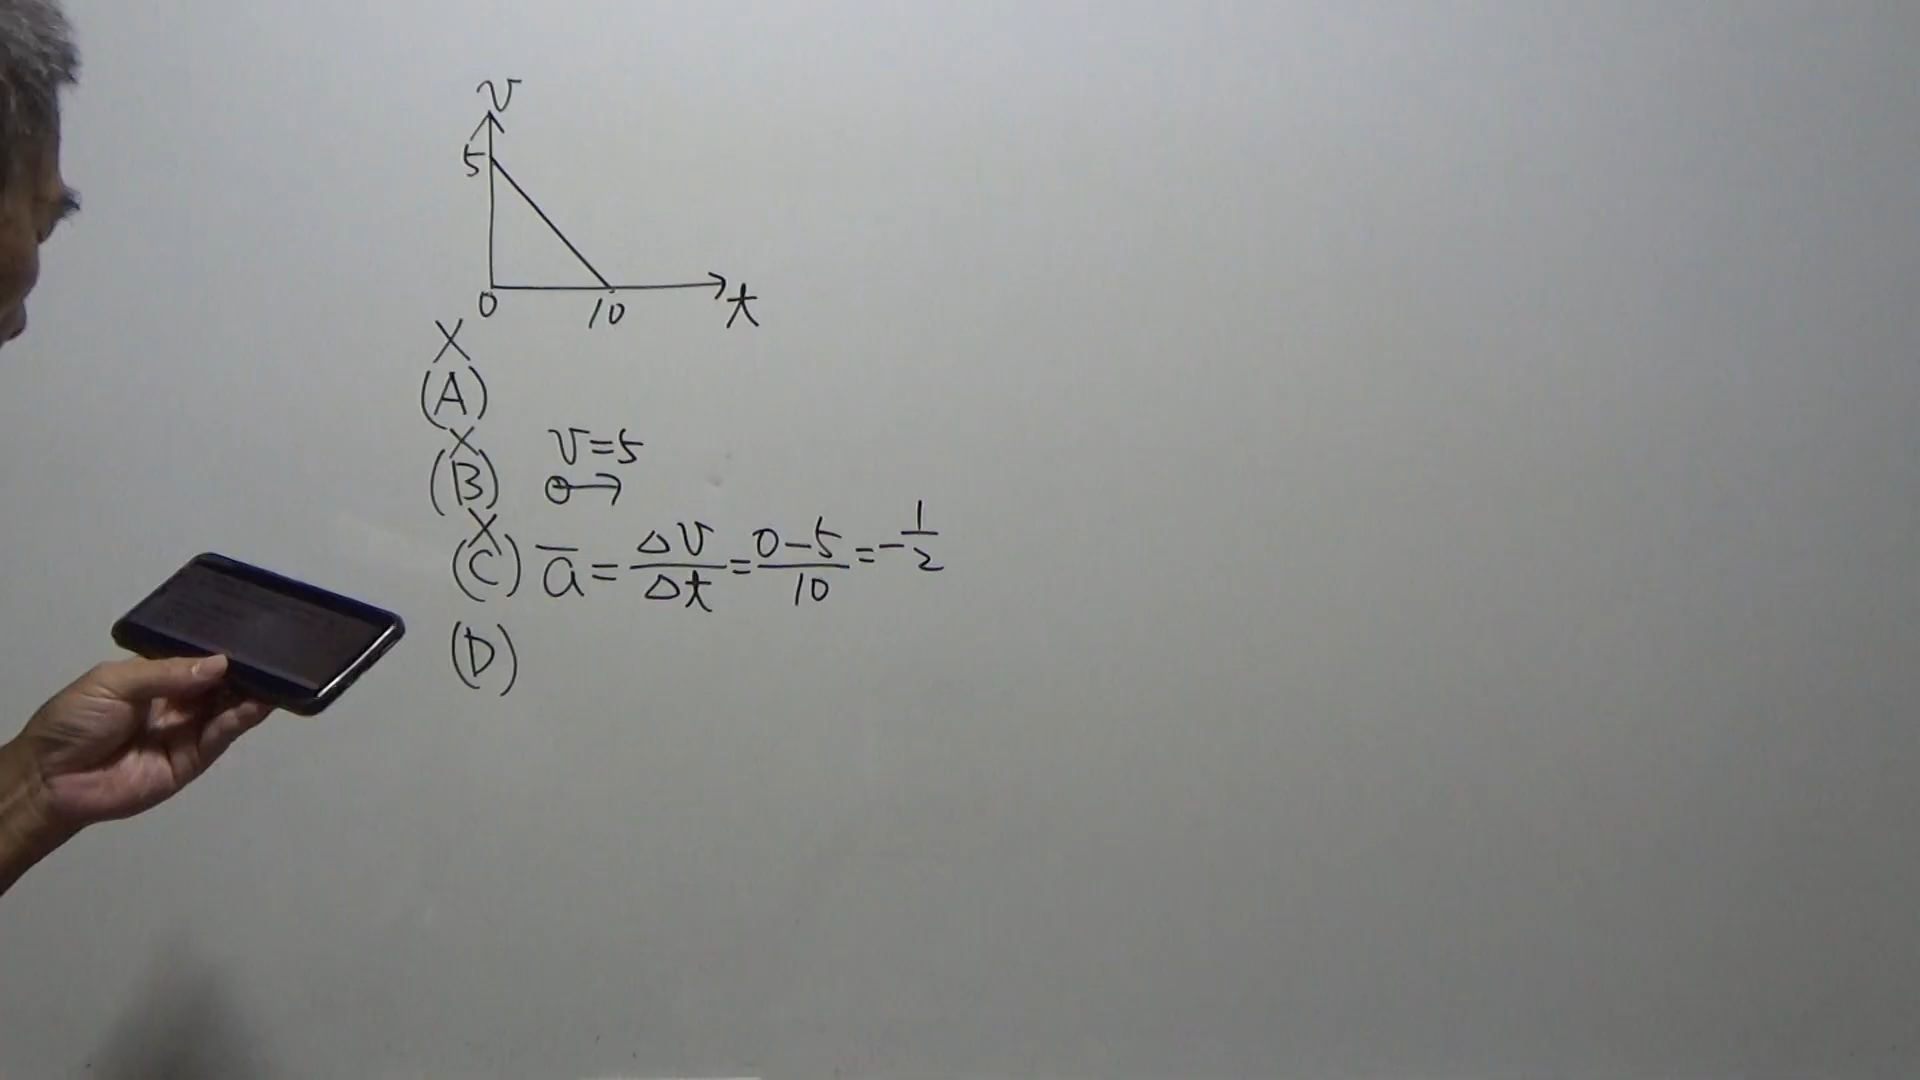 v
5
0 10 t
X
(A)
X
(B) v=5
X
(C) a̅ = Δv/Δt = 0-5/10 = -1/2
(D)